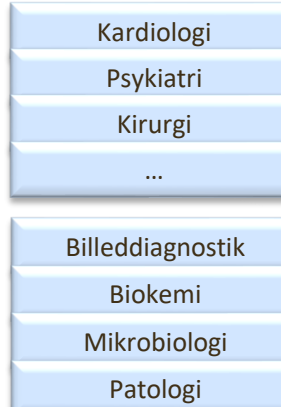 Kardiologi
Psykiatri
Kirurgi
…
Billeddiagnostik
Biokemi
Mikrobiologi
Patologi